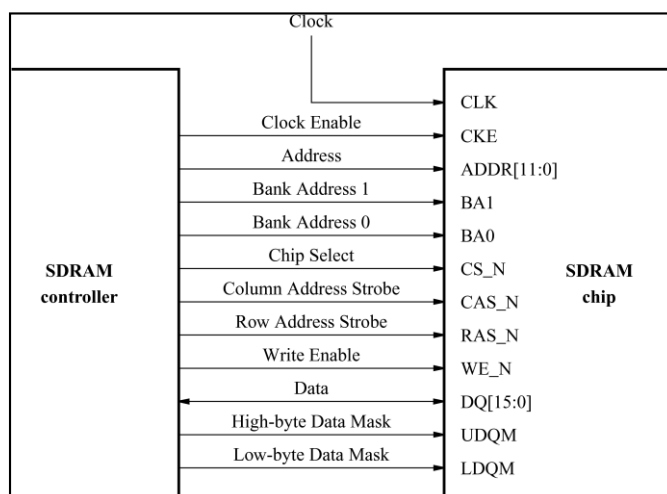 Clock
CLK
Clock Enable
CKE
Address
ADDR[11:0]
Bank Address 1
BA1
Bank Address 0
BA0
Chip Select
CS_N
SDRAM
controller
SDRAM
chip
Column Address Strobe
CAS_N
Row Address Strobe
RAS_N
Write Enable
WE_N
Data
DQ[15:0]
High-byte Data Mask
UDQM
Low-byte Data Mask
LDQM